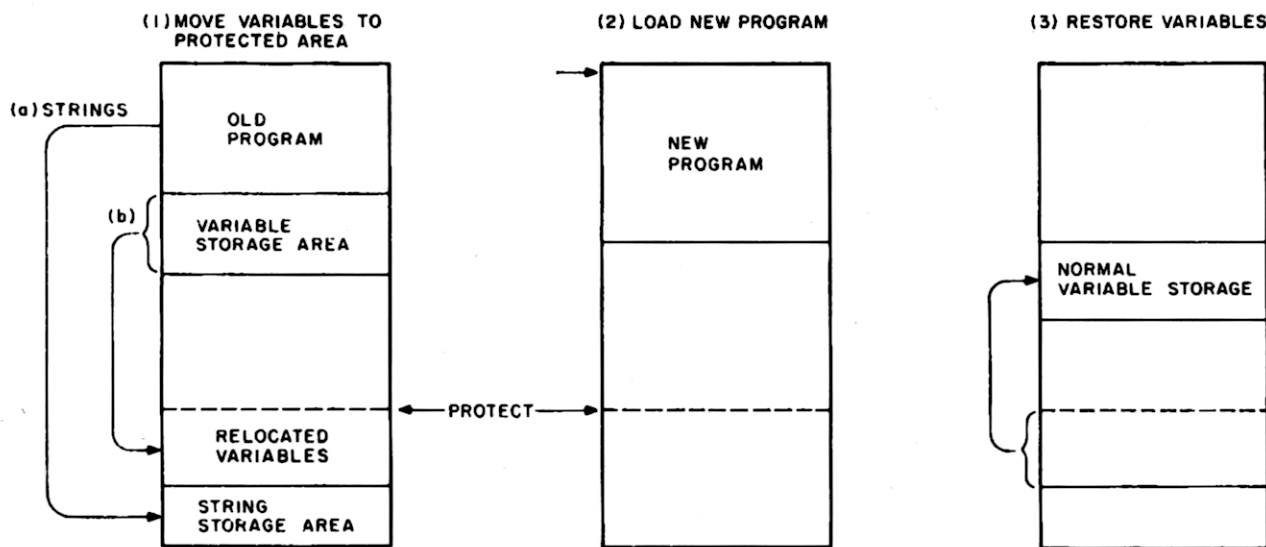 (1) MOVE VARIABLES TO
PROTECTED AREA
(a) STRINGS
OLD
PROGRAM
(b)
VARIABLE
STORAGE AREA
RELOCATED
VARIABLES
STRING
STORAGE AREA
PROTECT
(2) LOAD NEW PROGRAM
NEW
PROGRAM
(3) RESTORE VARIABLES
NORMAL
VARIABLE STORAGE